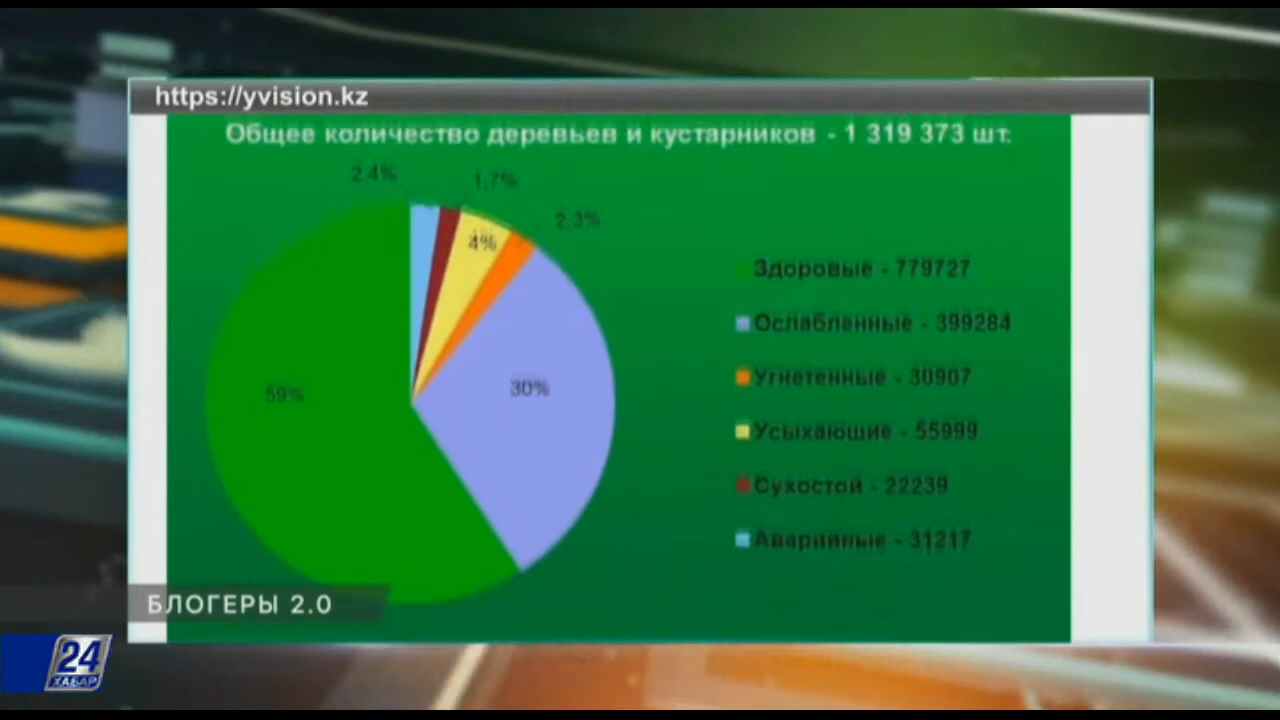 https://yvision.kz
Общее количество деревьев и кустарников - 1 319 373 шт.
2.4%
1,7%
2,3%
4%
59%
30%
Здоровые - 779727
Ослабленные - 399284
Угнетенные - 30907
Усыхающие - 55999
Сухостой - 22239
Аварийные - 31217
БЛОГЕРЫ 2.0
24
ХАБАР